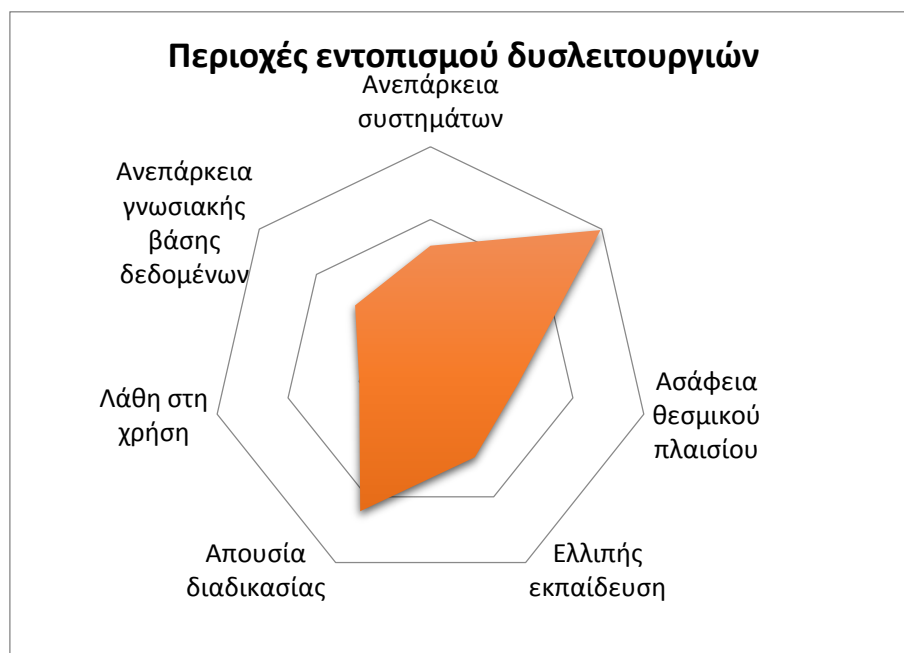 Περιοχές εντοπισμού δυσλειτουργιών
Ανεπάρκεια
συστημάτων
Ανεπάρκεια
γνωσιακής
βάσης
δεδομένων
Ασάφεια
θεσμικού
πλαισίου
Λάθη στη
χρήση
Απουσία
διαδικασίας
Ελλιπής
εκπαίδευση